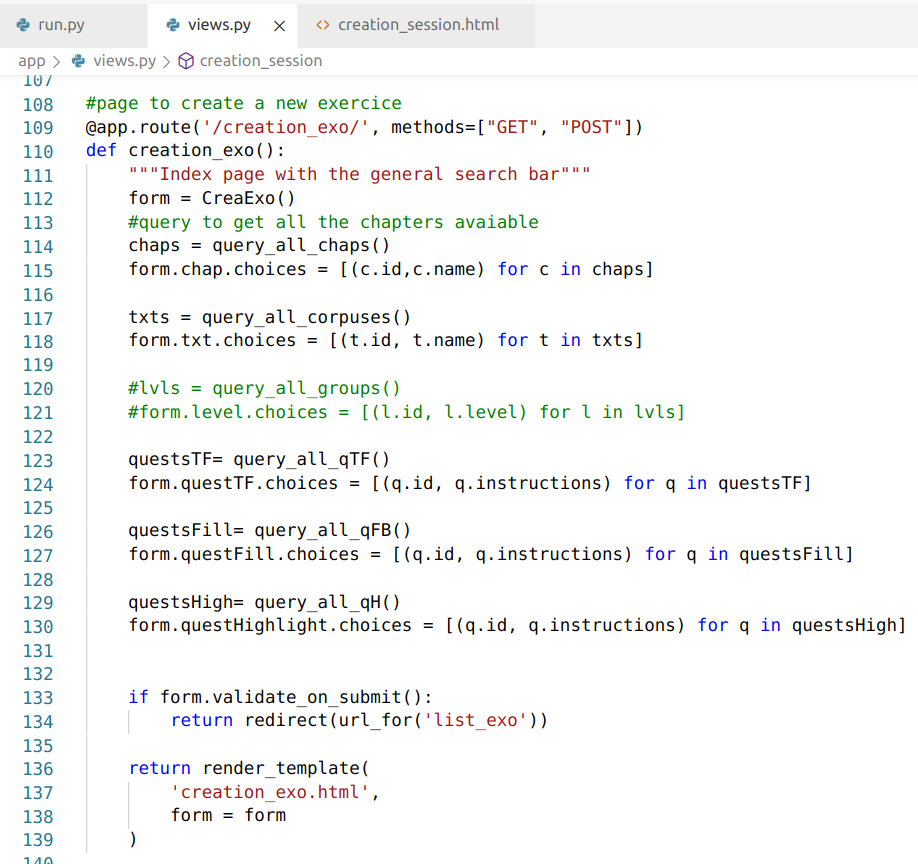 run.py views.py × creation_session.html
app > views.py > creation_session
107
108 #page to create a new exercice
109 @app.route('/creation_exo/', methods=["GET", "POST"])
110 def creation_exo():
111     """Index page with the general search bar"""
112     form = CreaExo()
113     #query to get all the chapters avaiable
114     chaps = query_all_chaps()
115     form.chap.choices = [(c.id,c.name) for c in chaps]
116
117     txts = query_all_corpuses()
118     form.txt.choices = [(t.id, t.name) for t in txts]
119
120     #lvls = query_all_groups()
121     #form.level.choices = [(l.id, l.level) for l in lvls]
122
123     questsTF= query_all_qTF()
124     form.questTF.choices = [(q.id, q.instructions) for q in questsTF]
125
126     questsFill= query_all_qFB()
127     form.questFill.choices = [(q.id, q.instructions) for q in questsFill]
128
129     questsHigh= query_all_qH()
130     form.questHighlight.choices = [(q.id, q.instructions) for q in questsHigh]
131
132
133     if form.validate_on_submit():
134         return redirect(url_for('list_exo'))
135
136     return render_template(
137         'creation_exo.html',
138         form = form
139     )
140